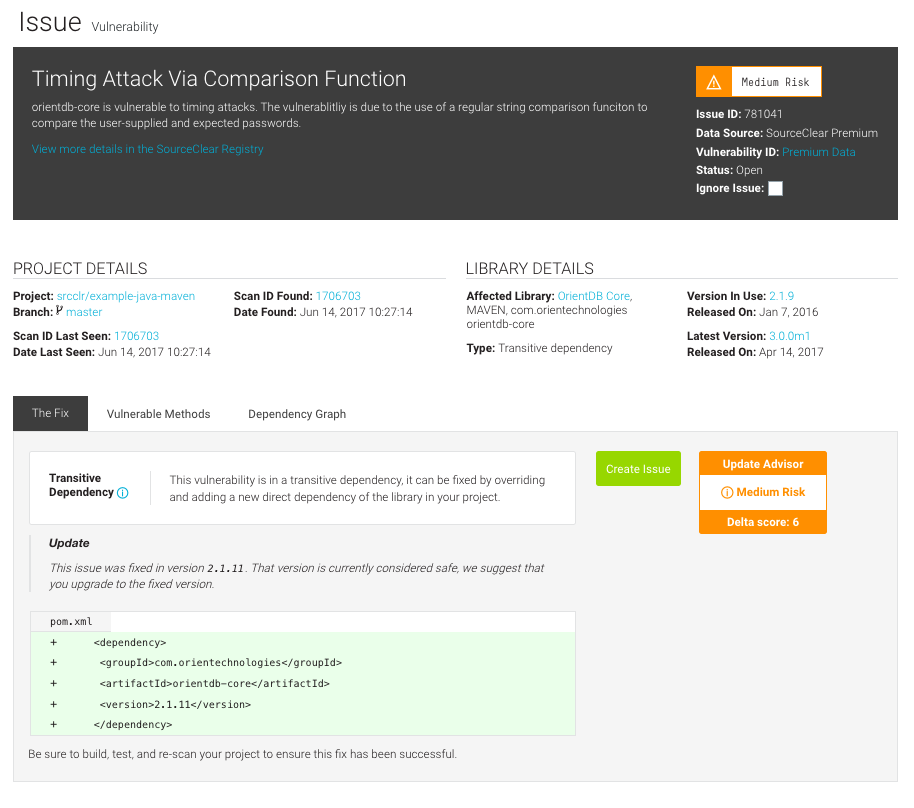 Issue Vulnerability
Timing Attack Via Comparison Function
orientdb-core is vulnerable to timing attacks. The vulnerablitliy is due to the use of a regular string comparison funciton to
compare the user-supplied and expected passwords.
View more details in the SourceClear Registry
Medium Risk
Issue ID: 781041
Data Source: SourceClear Premium
Vulnerability ID: Premium Data
Status: Open
Ignore Issue:
PROJECT DETAILS
Project: srcclr/example-java-maven
Branch: master
Scan ID Last Seen: 1706703
Date Last Seen: Jun 14, 2017 10:27:14
Scan ID Found: 1706703
Date Found: Jun 14, 2017 10:27:14
LIBRARY DETAILS
Affected Library: OrientDB Core,
MAVEN, com.orientechnologies
orientdb-core
Type: Transitive dependency
Version In Use: 2.1.9
Released On: Jan 7, 2016
Latest Version: 3.0.0m1
Released On: Apr 14, 2017
The Fix
Vulnerable Methods
Dependency Graph
Transitive
Dependency
This vulnerability is in a transitive dependency, it can be fixed by overriding
and adding a new direct dependency of the library in your project.
Create Issue
Update Advisor
Medium Risk
Delta score: 6
Update
This issue was fixed in version 2.1.11. That version is currently considered safe, we suggest that
you upgrade to the fixed version.
pom.xml
+ <dependency>
+ <groupId>com.orientechnologies</groupId>
+ <artifactId>orientdb-core</artifactId>
+ <version>2.1.11</version>
+ </dependency>
Be sure to build, test, and re-scan your project to ensure this fix has been successful.